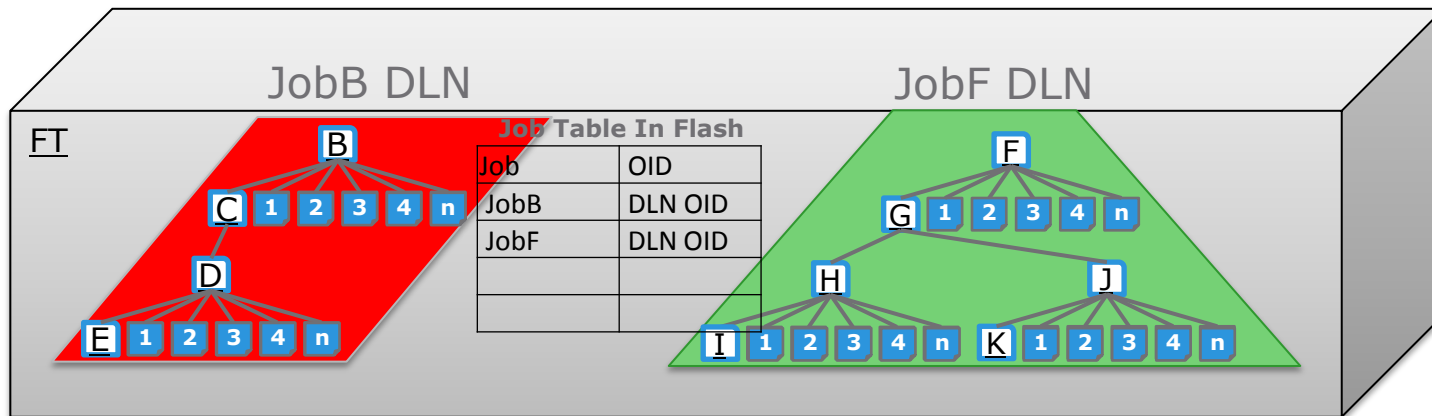 JobB DLN
JobF DLN
FT
Job Table In Flash
Job OID
JobB DLN OID
JobF DLN OID
B
C 1 2 3 4 n
D
E 1 2 3 4 n
F
G 1 2 3 4 n
H
J
I 1 2 3 4 n
K 1 2 3 4 n